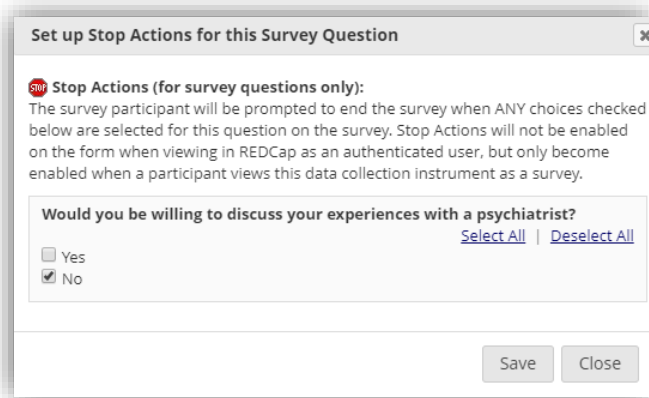 Set up Stop Actions for this Survey Question
STOP Stop Actions (for survey questions only):
The survey participant will be prompted to end the survey when ANY choices checked
below are selected for this question on the survey. Stop Actions will not be enabled
on the form when viewing in REDCap as an authenticated user, but only become
enabled when a participant views this data collection instrument as a survey.
Would you be willing to discuss your experiences with a psychiatrist?
Select All | Deselect All
Yes
No
Save Close